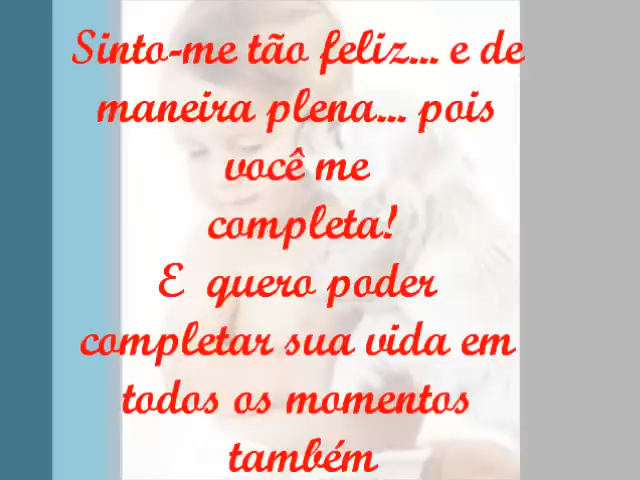 Sinto-me tão feliz... e de
maneira plena... pois
você me
completa!
E quero poder
completar sua vida em
todos os momentos
também